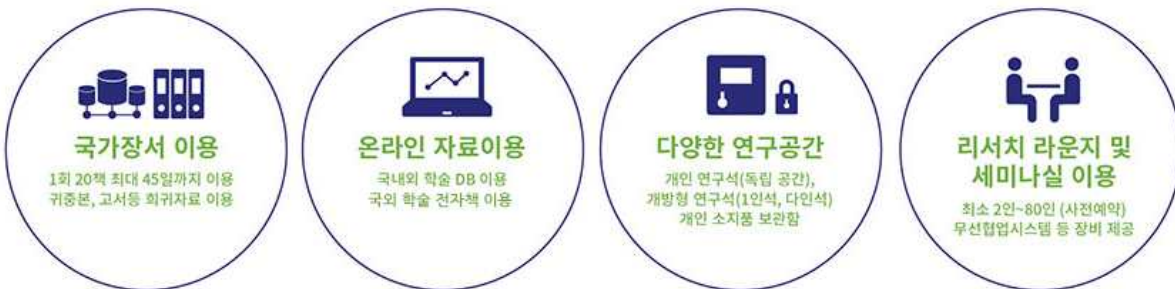 국가장서 이용
1회 20책 최대 45일까지 이용
귀중본, 고서등 희귀자료 이용
온라인 자료이용
국내외 학술 DB 이용
국외 학술 전자책 이용
다양한 연구공간
개인 연구석(독립 공간),
개방형 연구석(1인석, 다인석)
개인 소지품 보관함
리서치 라운지 및
세미나실 이용
최소 2인~80인 (사전예약)
무선협업시스템 등 장비 제공